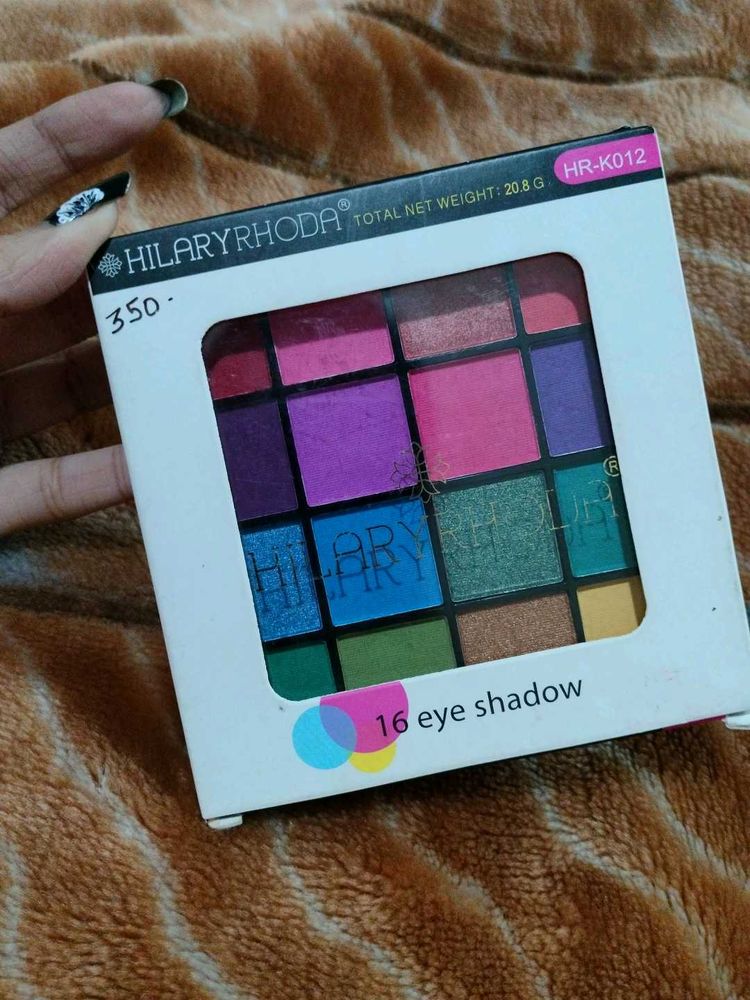 HILARYRHODA® TOTAL NET WEIGHT: 20.8 G HR-K012
350.
HILARYRHODA®
16 eye shadow